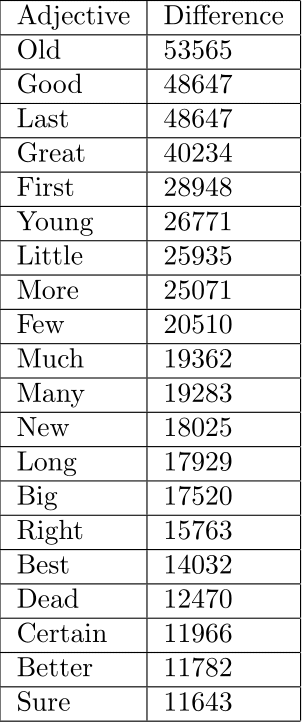 Adjective Difference
Old 53565
Good 48647
Last 48647
Great 40234
First 28948
Young 26771
Little 25935
More 25071
Few 20510
Much 19362
Many 19283
New 18025
Long 17929
Big 17520
Right 15763
Best 14032
Dead 12470
Certain 11966
Better 11782
Sure 11643